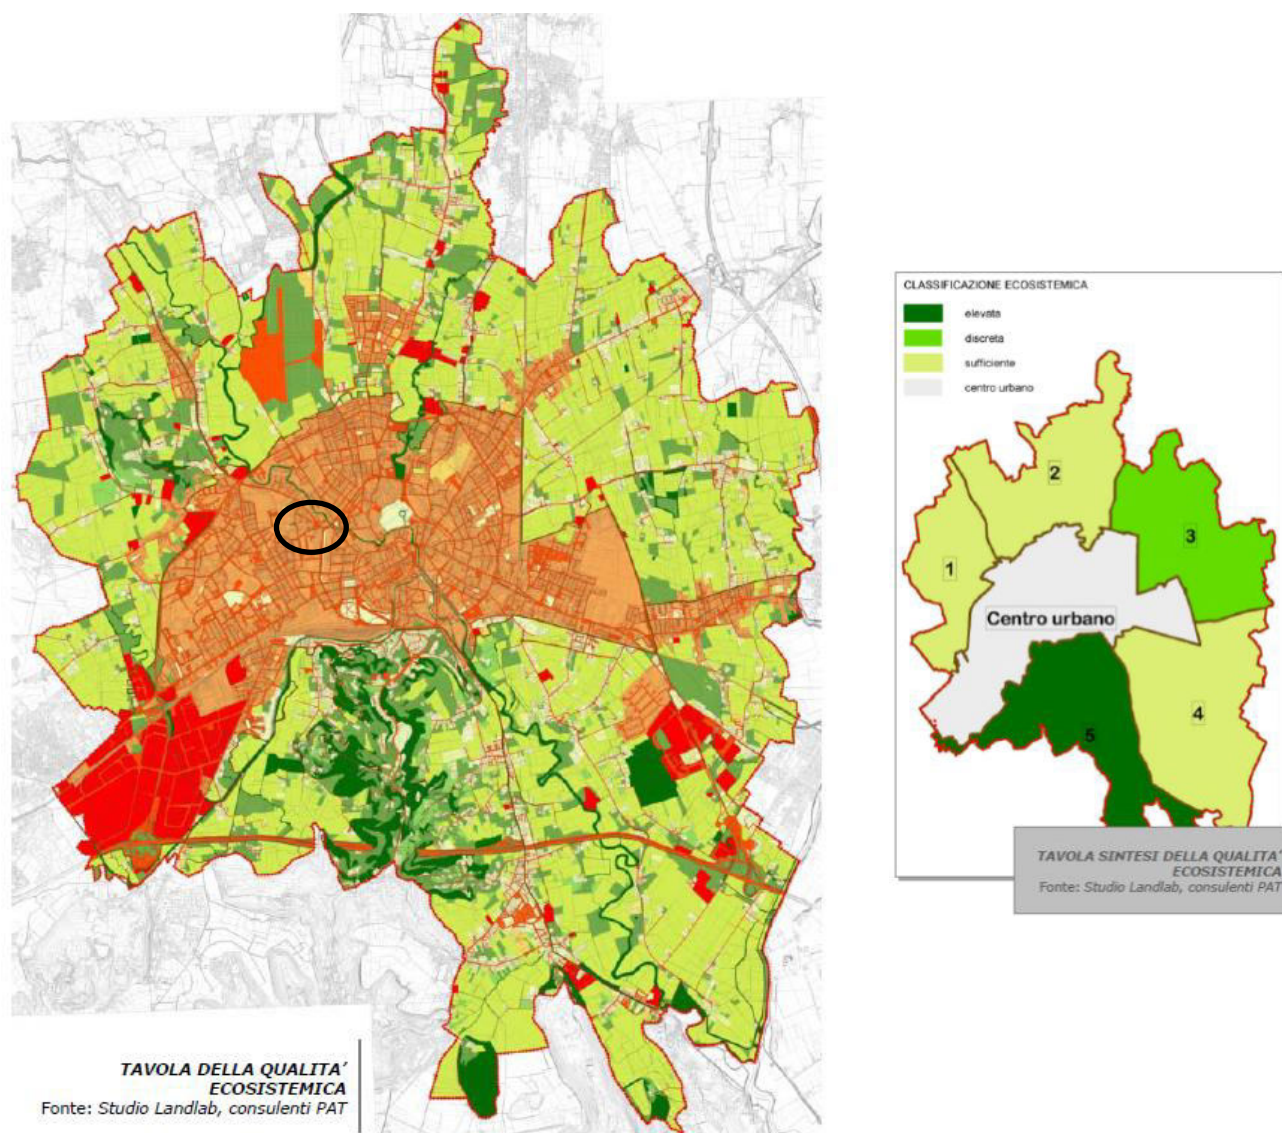 CLASSIFICAZIONE ECOSISTEMICA
elevata
discreta
sufficiente
centro urbano
2
3
1
Centro urbano
4
5
TAVOLA SINTESI DELLA QUALITA'
ECOSISTEMICA
Fonte: Studio Landlab, consulenti PAT
TAVOLA DELLA QUALITA'
ECOSISTEMICA
Fonte: Studio Landlab, consulenti PAT